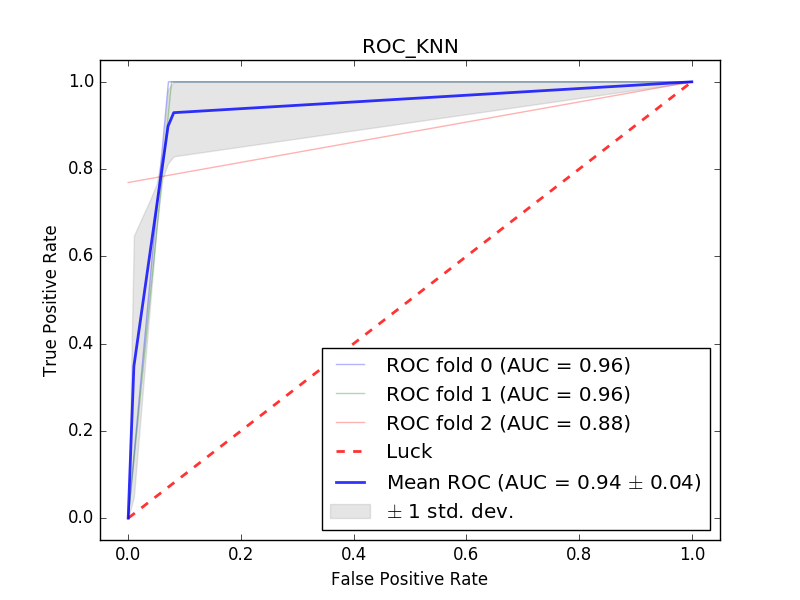 ROC_KNN
1.0
0.8
0.6
0.4
0.2
0.0
True Positive Rate
ROC fold 0 (AUC = 0.96)
ROC fold 1 (AUC = 0.96)
ROC fold 2 (AUC = 0.88)
Luck
Mean ROC (AUC = 0.94 ± 0.04)
± 1 std. dev.
0.0 0.2 0.4 0.6 0.8 1.0
False Positive Rate